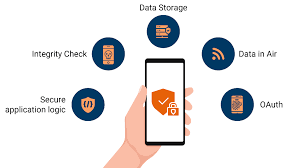 Data Storage
Integrity Check
Data in Air
Secure
application logic
OAuth